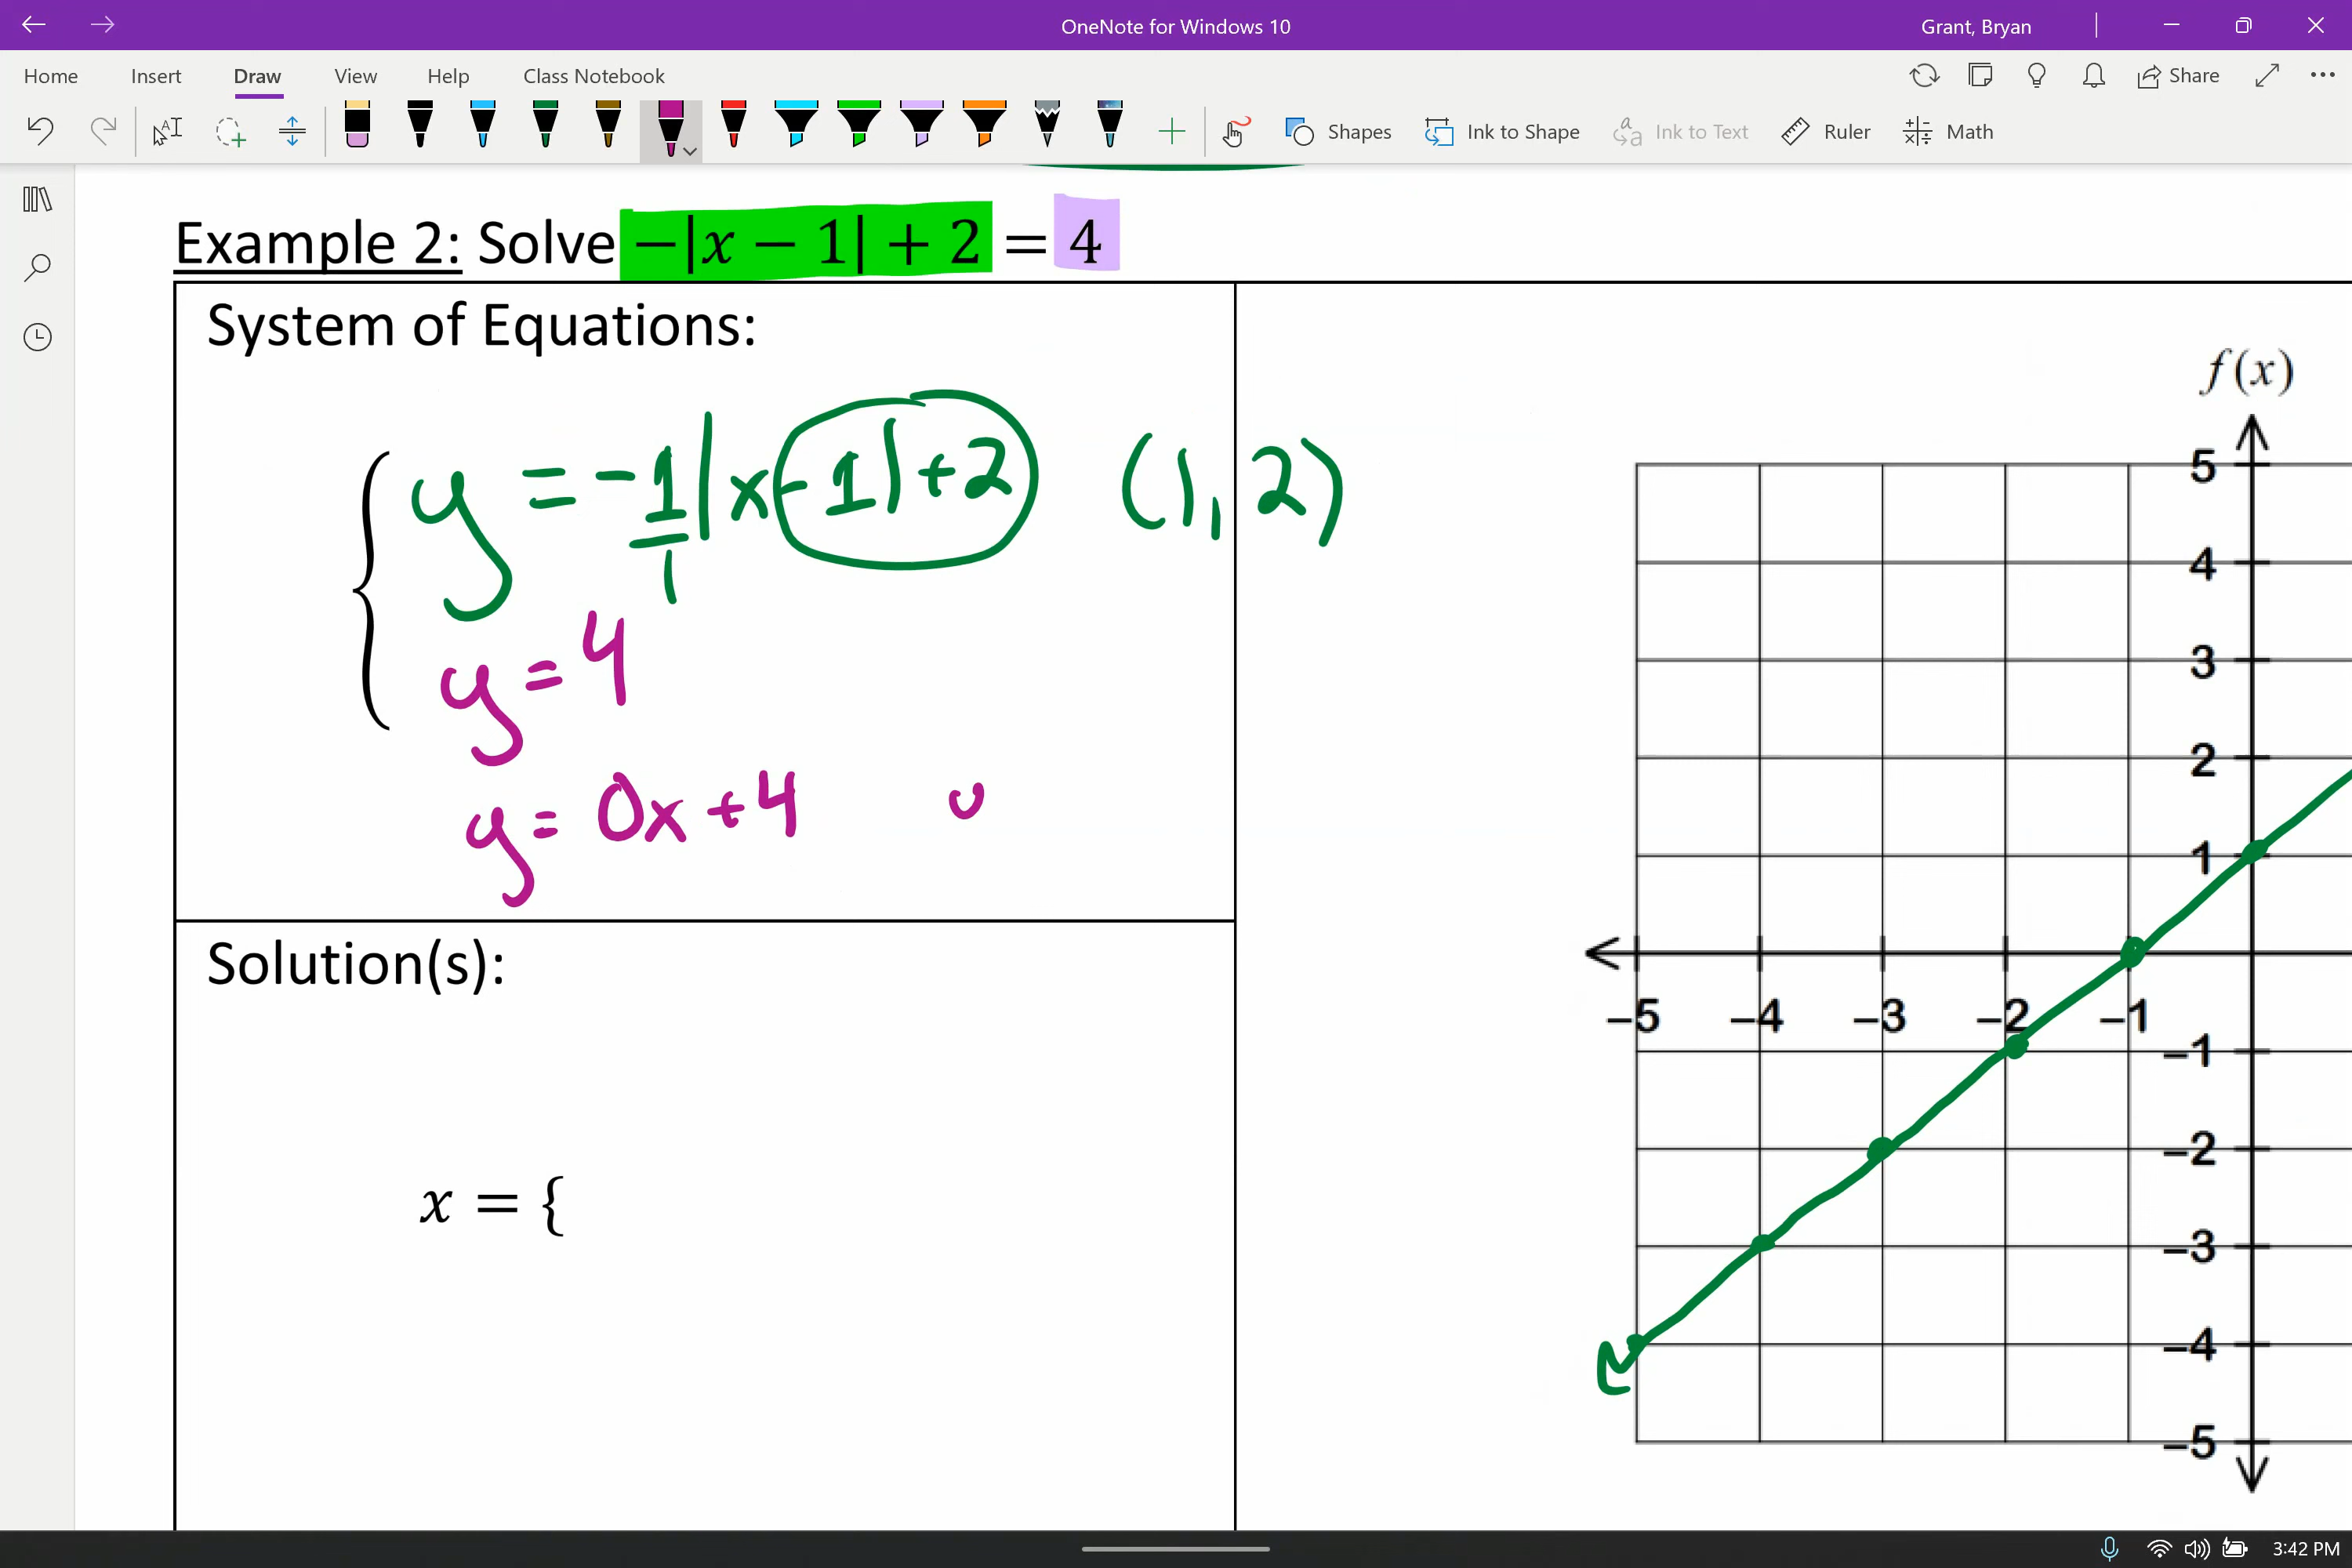 OneNote for Windows 10
Grant, Bryan
Home Insert Draw View Help Class Notebook
Share
Shapes Ink to Shape Ink to Text Ruler Math
Example 2: Solve −|x − 1| + 2 = 4
System of Equations:
y = -1/1 |x-1|+2 (1,2)
y = 4
y = 0x + 4
Solution(s):
x = {
f(x)
5
4
3
2
1
−5 −4 −3 −2 −1
−1
−2
−3
−4
−5
3:42 PM